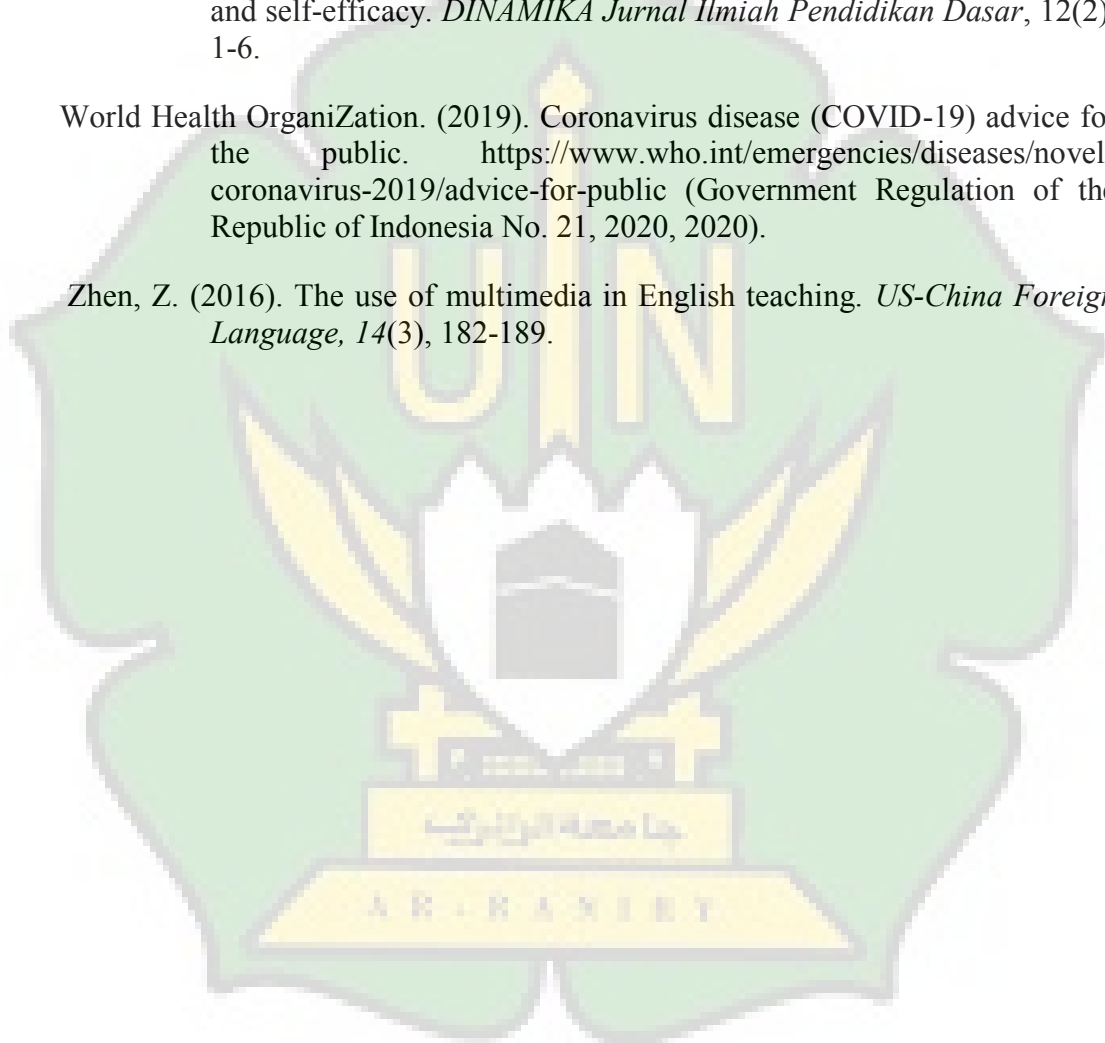 and self-efficacy. DINAMIKA Jurnal Ilmiah Pendidikan Dasar, 12(2)
1-6.
World Health OrganiZation. (2019). Coronavirus disease (COVID-19) advice fo
the public. https://www.who.int/emergencies/diseases/novel
coronavirus-2019/advice-for-public (Government Regulation of the
Republic of Indonesia No. 21, 2020, 2020).
Zhen, Z. (2016). The use of multimedia in English teaching. US-China Foreign
Language, 14(3), 182-189.
UIN
جامعة الرانيري
AR-RANIRY